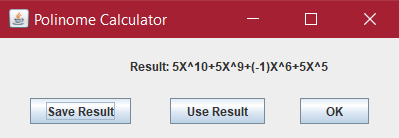 Polinome Calculator
Result: 5X^10+5X^9+(-1)X^6+5X^5
Save Result Use Result OK